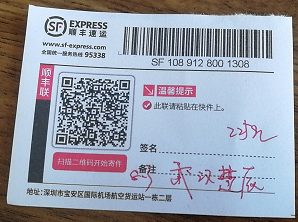 SF EXPRESS
顺丰速运
www.sf-express.com
全国统一服务热线 95338
SF 108 912 800 1308
顺丰联
温馨提示
此联请粘贴在快件上。
签名
扫描二维码开始寄件
备注
地址:深圳市宝安区国际机场航空货运站一栋二层